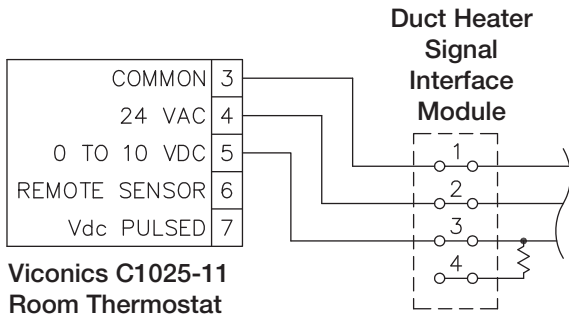 Duct Heater
Signal
Interface
Module
COMMON 3
24 VAC 4
0 TO 10 VDC 5
REMOTE SENSOR 6
Vdc PULSED 7
1
2
3
4
Viconics C1025-11
Room Thermostat